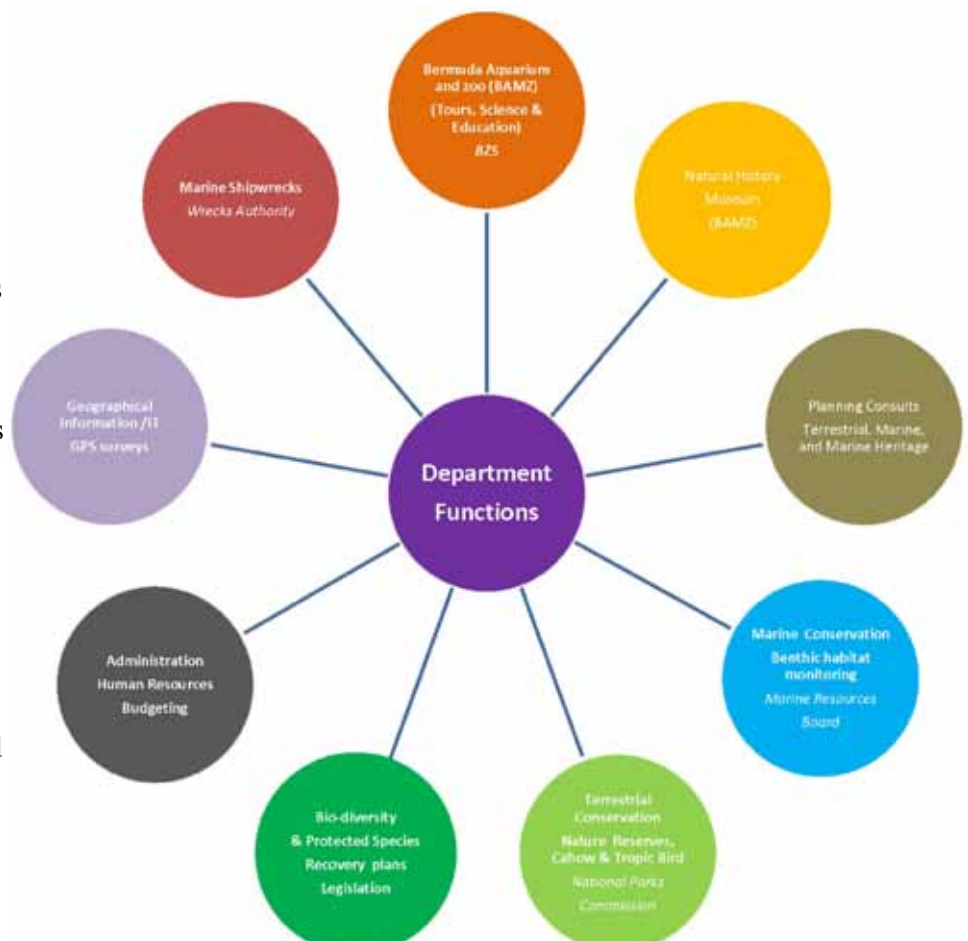 Bermuda Aquarium
and zoo (BAMZ)
(Tours, Science &
Education)
BZS
Natural History
Museum
(BAMZ)
Planning Consults
Terrestrial, Marine,
and Marine Heritage
Marine Conservation
Benthic habitat
monitoring
Marine Resources
Board
Terrestrial
Conservation
Nature Reserves,
Cahow & Tropic Bird
National Parks
Commission
Bio-diversity
& Protected Species
Recovery plans
Legislation
Administration
Human Resources
Budgeting
Geographical
Information /IT
GPS surveys
Marine Shipwrecks
Wrecks Authority
Department
Functions